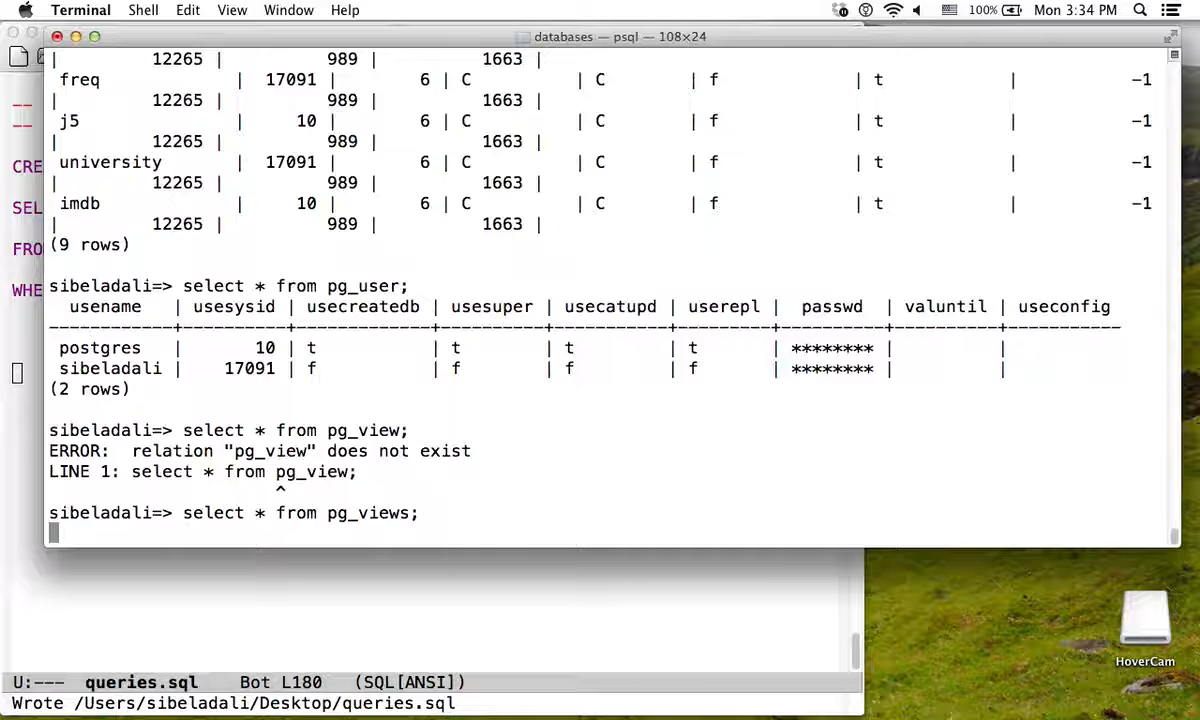 Terminal Shell Edit View Window Help 100% Mon 3:34 PM
databases — psql — 108×24
| 12265 | 989 | 1663 |
freq | 17091 | 6 | C | C | f | t | -1
| 12265 | 989 | 1663 |
j5 | 10 | 6 | C | C | f | t | -1
| 12265 | 989 | 1663 |
university | 17091 | 6 | C | C | f | t | -1
| 12265 | 989 | 1663 |
imdb | 10 | 6 | C | C | f | t | -1
| 12265 | 989 | 1663 |
(9 rows)
sibeladali=> select * from pg_user;
usename | usesysid | usecreatedb | usesuper | usecatupd | userepl | passwd | valuntil | useconfig
-------------+----------+-------------+----------+-----------+---------+----------+----------+-----------
postgres | 10 | t | t | t | t | ******** | |
sibeladali | 17091 | f | f | f | f | ******** | |
(2 rows)
sibeladali=> select * from pg_view;
ERROR: relation "pg_view" does not exist
LINE 1: select * from pg_view;
^
sibeladali=> select * from pg_views;
--
--
CRE
SEL
FRO
WHE
HoverCam
U:--- queries.sql Bot L180 (SQL[ANSI])
Wrote /Users/sibeladali/Desktop/queries.sql